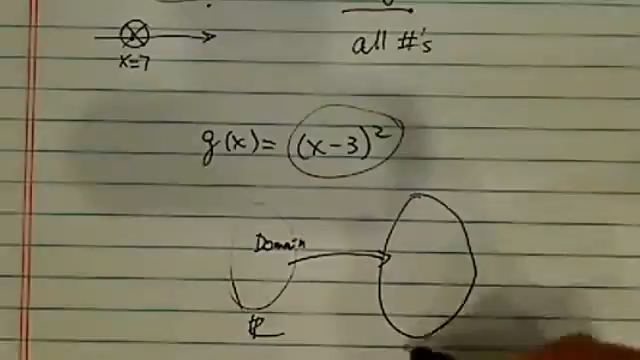 x=7
all #'s
g(x) = (x-3)²
Domain
ℝ